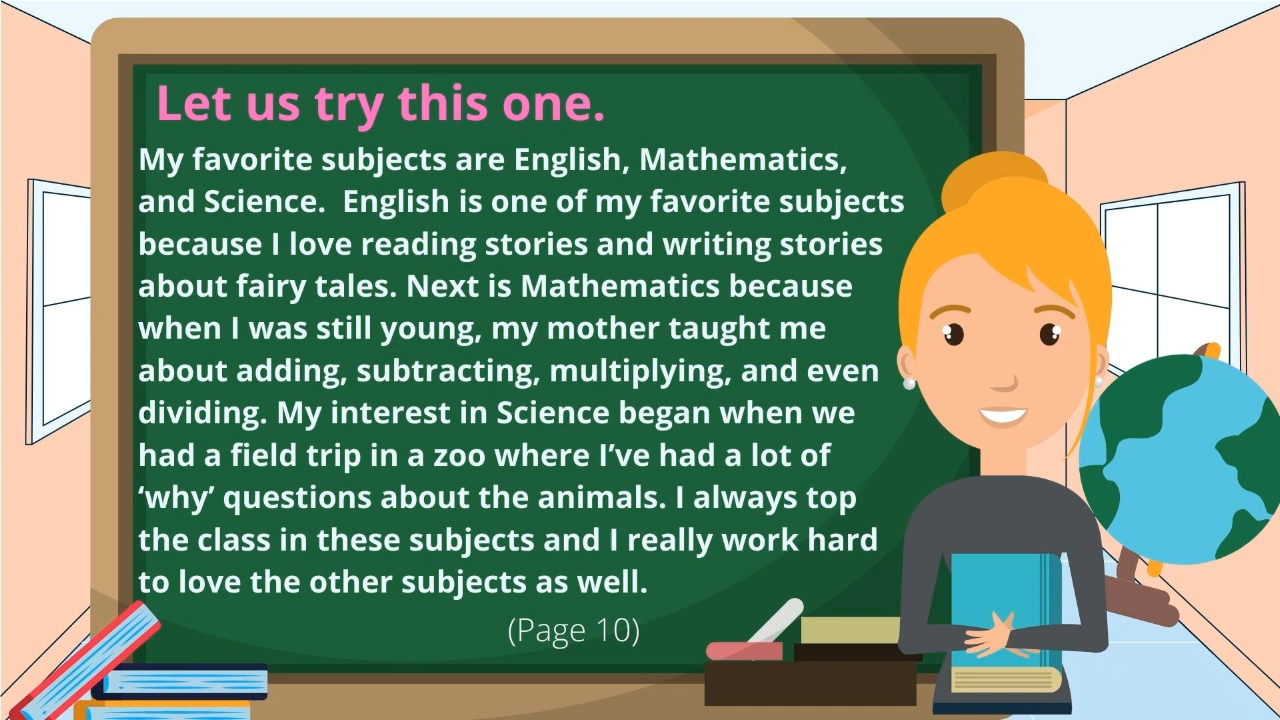 Let us try this one.
My favorite subjects are English, Mathematics,
and Science.  English is one of my favorite subjects
because I love reading stories and writing stories
about fairy tales. Next is Mathematics because
when I was still young, my mother taught me
about adding, subtracting, multiplying, and even
dividing. My interest in Science began when we
had a field trip in a zoo where I’ve had a lot of
‘why’ questions about the animals. I always top
the class in these subjects and I really work hard
to love the other subjects as well.
(Page 10)